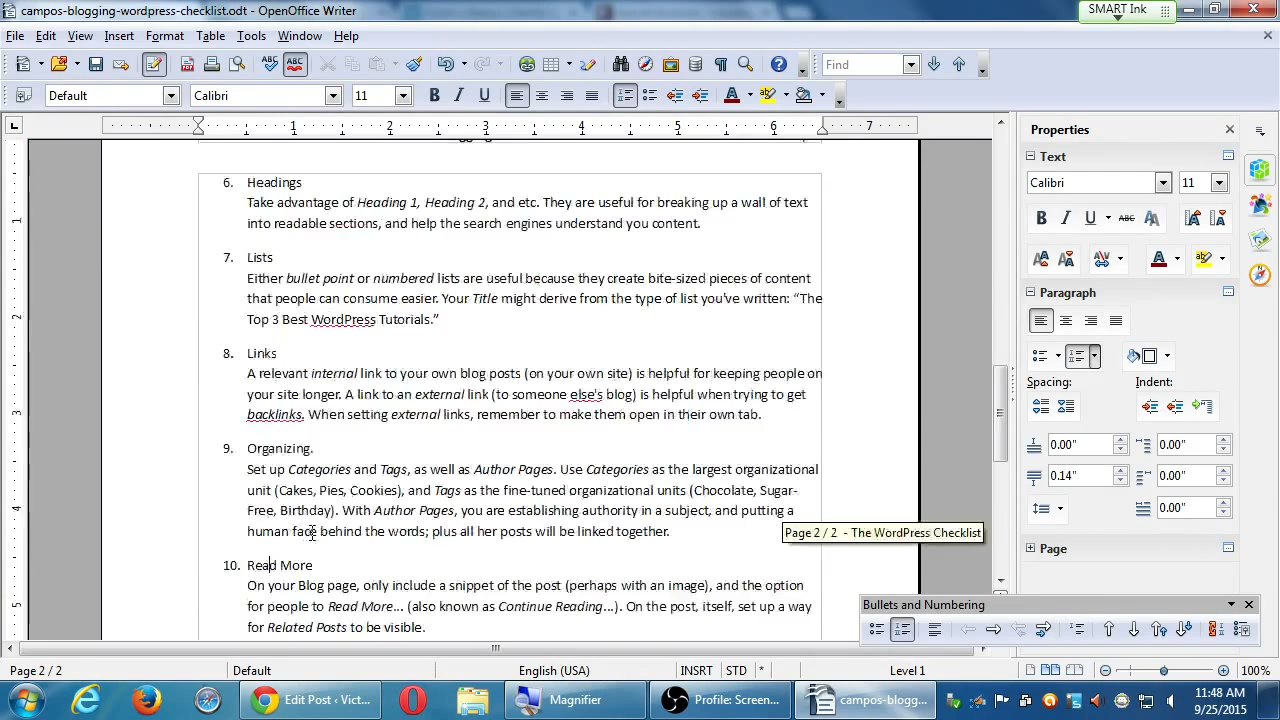 campos-blogging-wordpress-checklist.odt - OpenOffice Writer
SMART Ink
File Edit View Insert Format Table Tools Window Help
Find
Default Calibri 11
1 2 3 4 5 6 7
Properties
Text
Calibri 11
Paragraph
Spacing: Indent:
0.00" 0.00"
0.14" 0.00"
0.00"
Page
6. Headings
Take advantage of Heading 1, Heading 2, and etc. They are useful for breaking up a wall of text
into readable sections, and help the search engines understand you content.
7. Lists
Either bullet point or numbered lists are useful because they create bite-sized pieces of content
that people can consume easier. Your Title might derive from the type of list you've written: “The
Top 3 Best WordPress Tutorials.”
8. Links
A relevant internal link to your own blog posts (on your own site) is helpful for keeping people on
your site longer. A link to an external link (to someone else's blog) is helpful when trying to get
backlinks. When setting external links, remember to make them open in their own tab.
9. Organizing.
Set up Categories and Tags, as well as Author Pages. Use Categories as the largest organizational
unit (Cakes, Pies, Cookies), and Tags as the fine-tuned organizational units (Chocolate, Sugar-
Free, Birthday). With Author Pages, you are establishing authority in a subject, and putting a
human face behind the words; plus all her posts will be linked together.
Page 2 / 2 - The WordPress Checklist
10. Read More
On your Blog page, only include a snippet of the post (perhaps with an image), and the option
for people to Read More... (also known as Continue Reading...). On the post, itself, set up a way
for Related Posts to be visible.
Bullets and Numbering
Page 2 / 2 Default English (USA) INSRT STD * Level 1 100%
Edit Post ‹ Vict... Magnifier Profile: Screen... campos-blogg...
11:48 AM
9/25/2015